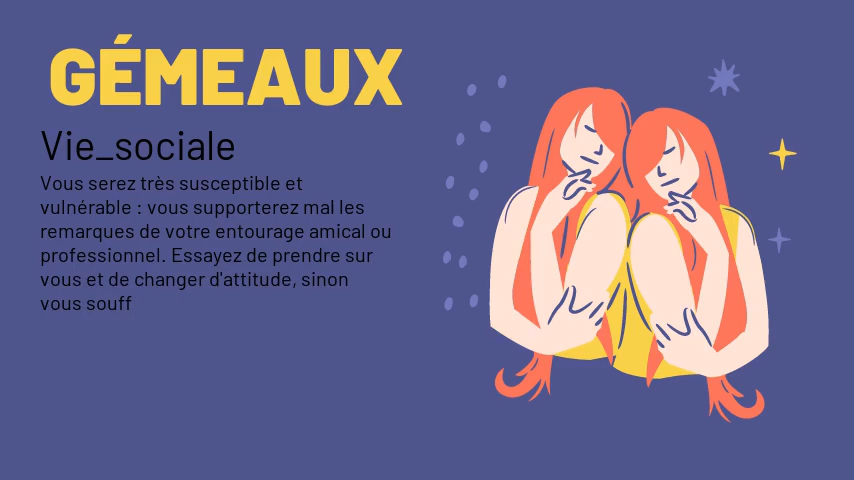 GÉMEAUX
Vie_sociale
Vous serez très susceptible et
vulnérable : vous supporterez mal les
remarques de votre entourage amical ou
professionnel. Essayez de prendre sur
vous et de changer d'attitude, sinon
vous souff